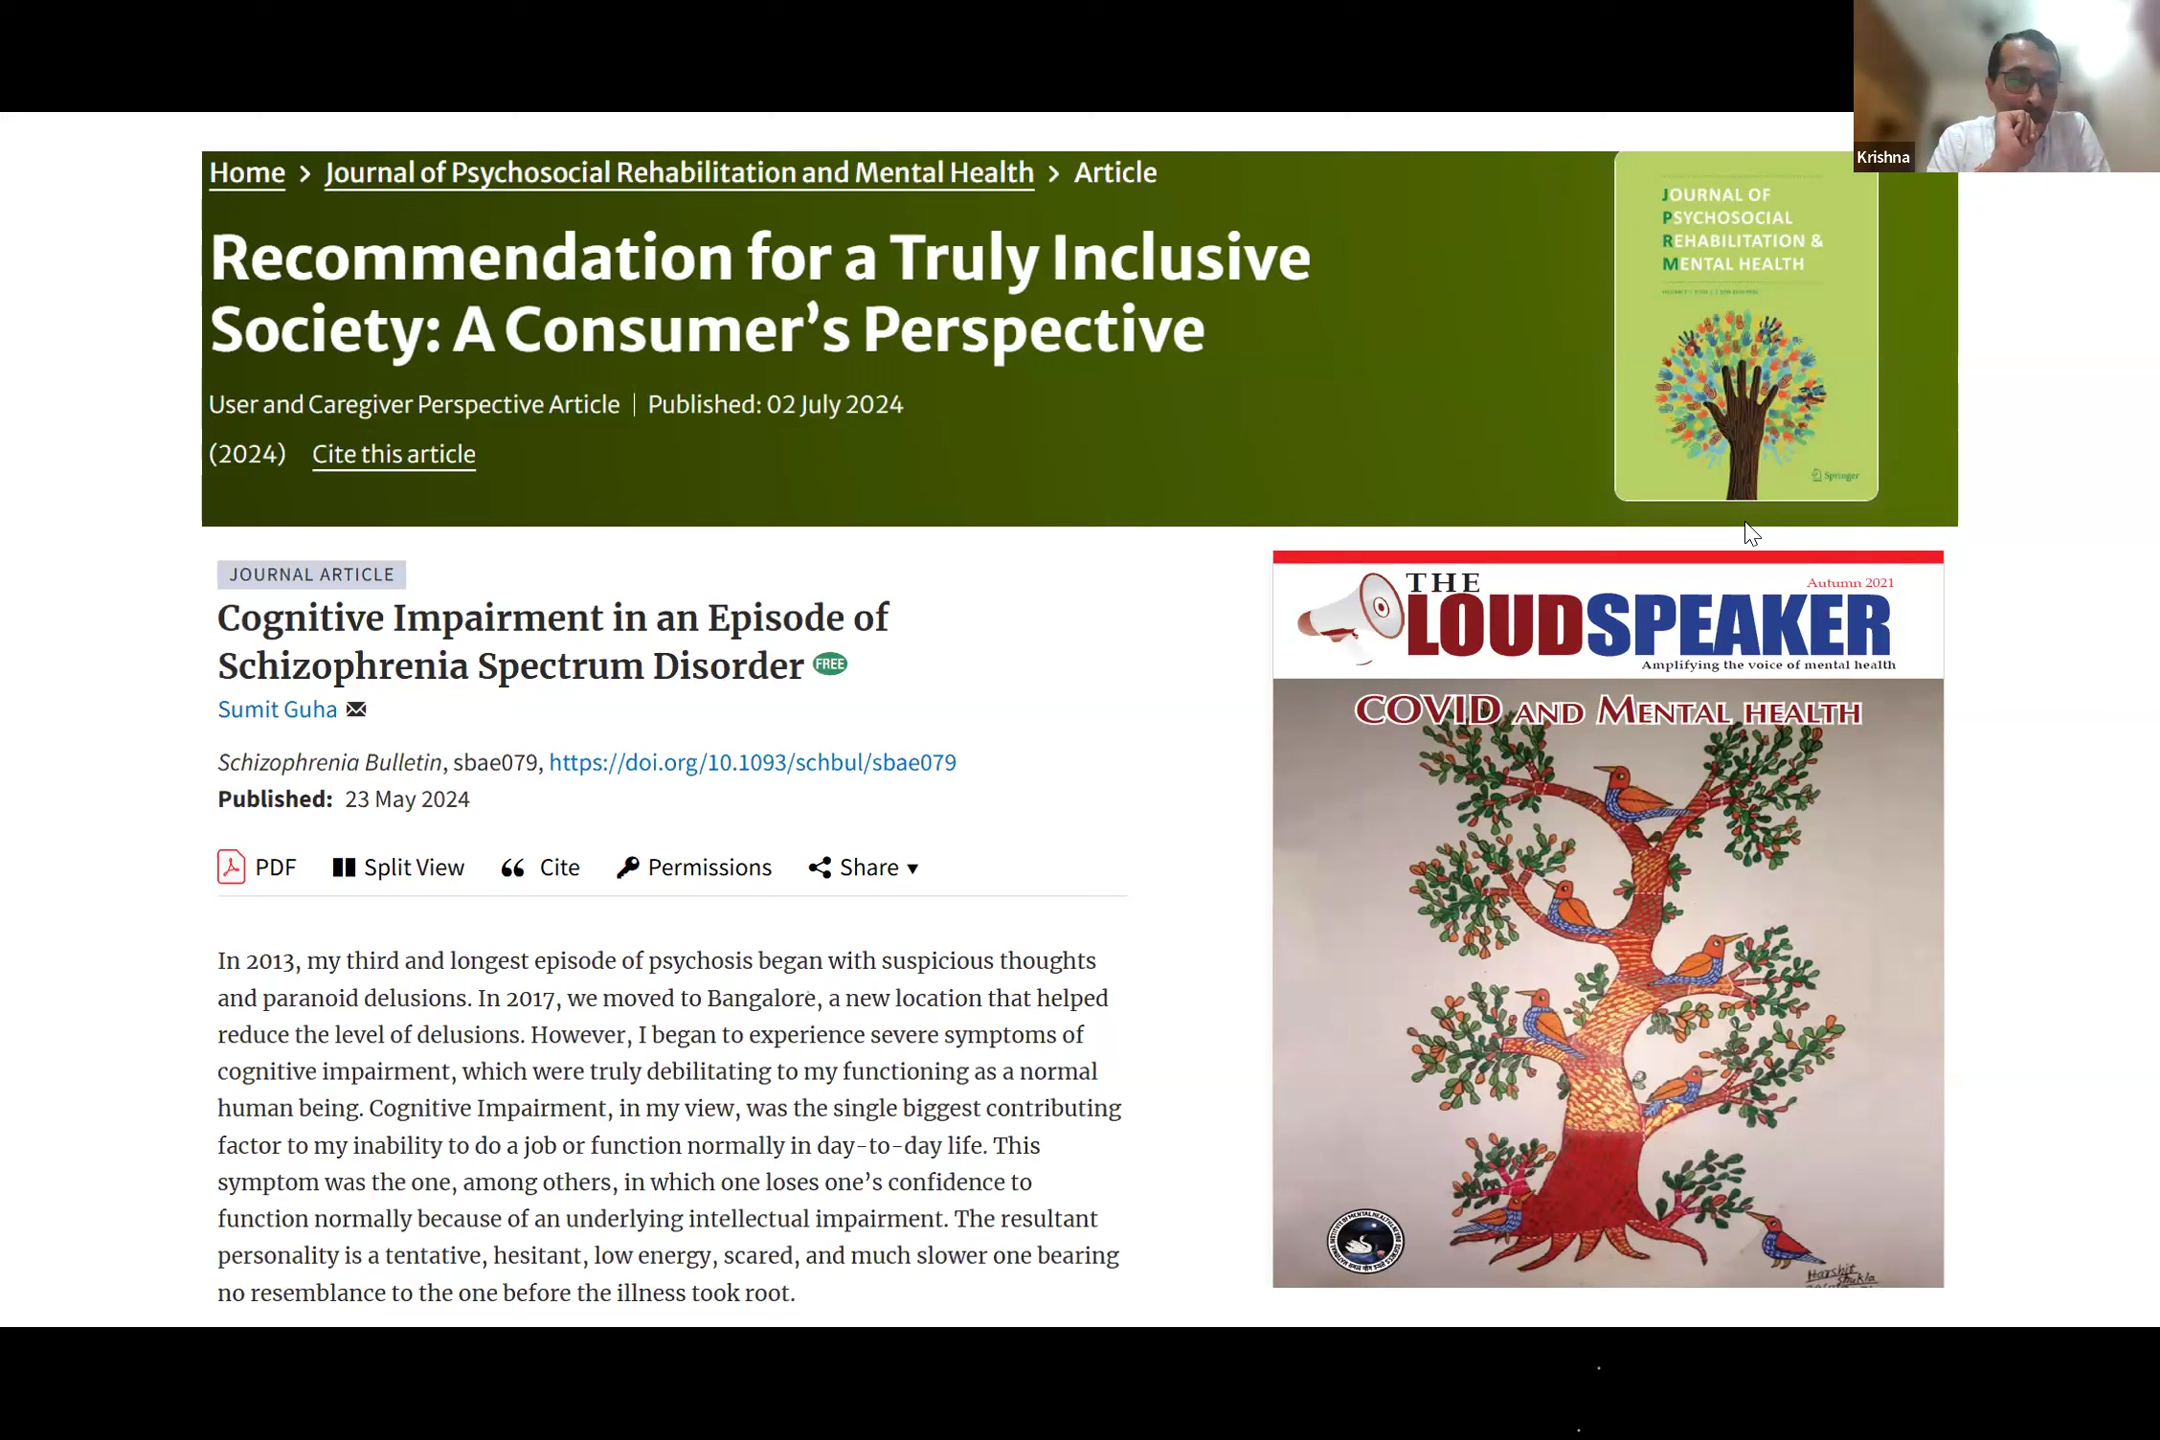 Krishna
Home > Journal of Psychosocial Rehabilitation and Mental Health > Article
Recommendation for a Truly Inclusive
Society: A Consumer’s Perspective
User and Caregiver Perspective Article | Published: 02 July 2024
(2024) Cite this article
JOURNAL OF
PSYCHOSOCIAL
REHABILITATION &
MENTAL HEALTH
Springer
JOURNAL ARTICLE
Cognitive Impairment in an Episode of
Schizophrenia Spectrum Disorder FREE
Sumit Guha
Schizophrenia Bulletin, sbae079, https://doi.org/10.1093/schbul/sbae079
Published: 23 May 2024
PDF Split View Cite Permissions Share
In 2013, my third and longest episode of psychosis began with suspicious thoughts
and paranoid delusions. In 2017, we moved to Bangalore, a new location that helped
reduce the level of delusions. However, I began to experience severe symptoms of
cognitive impairment, which were truly debilitating to my functioning as a normal
human being. Cognitive Impairment, in my view, was the single biggest contributing
factor to my inability to do a job or function normally in day-to-day life. This
symptom was the one, among others, in which one loses one’s confidence to
function normally because of an underlying intellectual impairment. The resultant
personality is a tentative, hesitant, low energy, scared, and much slower one bearing
no resemblance to the one before the illness took root.
Autumn 2021
THE
LOUDSPEAKER
Amplifying the voice of mental health
COVID AND MENTAL HEALTH
Harshit
Shukla